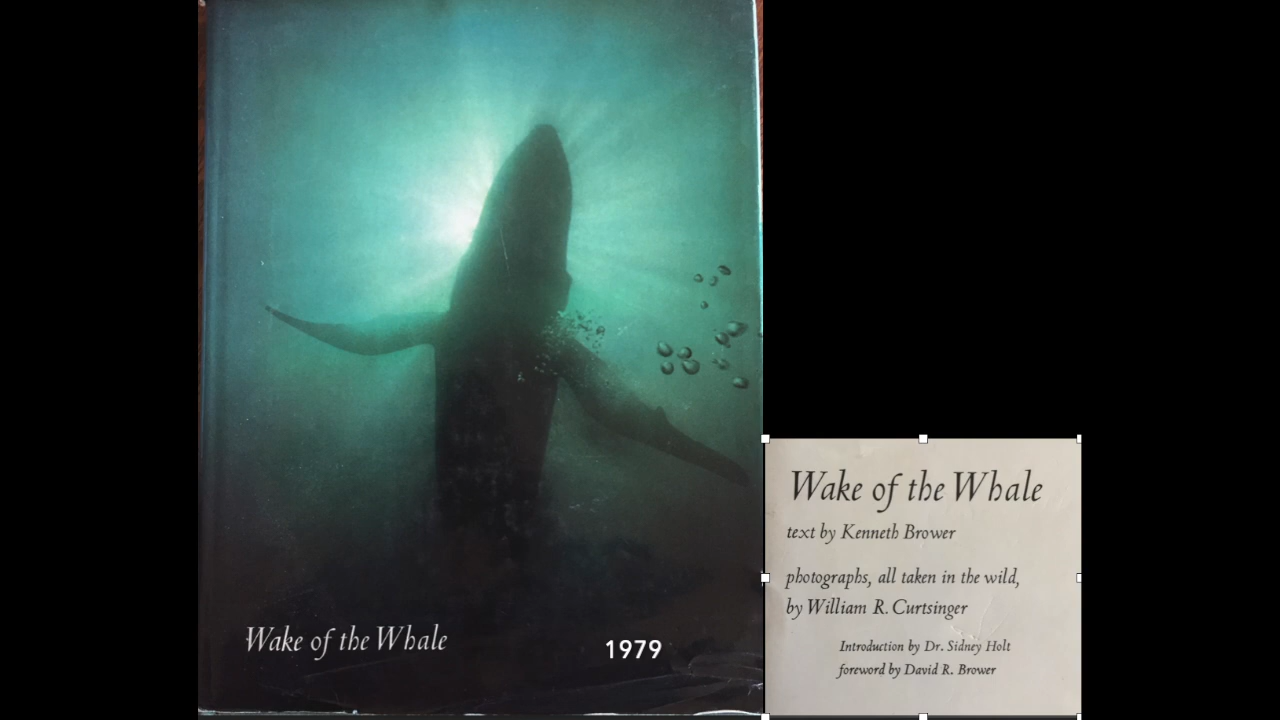 Wake of the Whale
1979
Wake of the Whale
text by Kenneth Brower
photographs, all taken in the wild,
by William R. Curtsinger
Introduction by Dr. Sidney Holt
foreword by David R. Brower